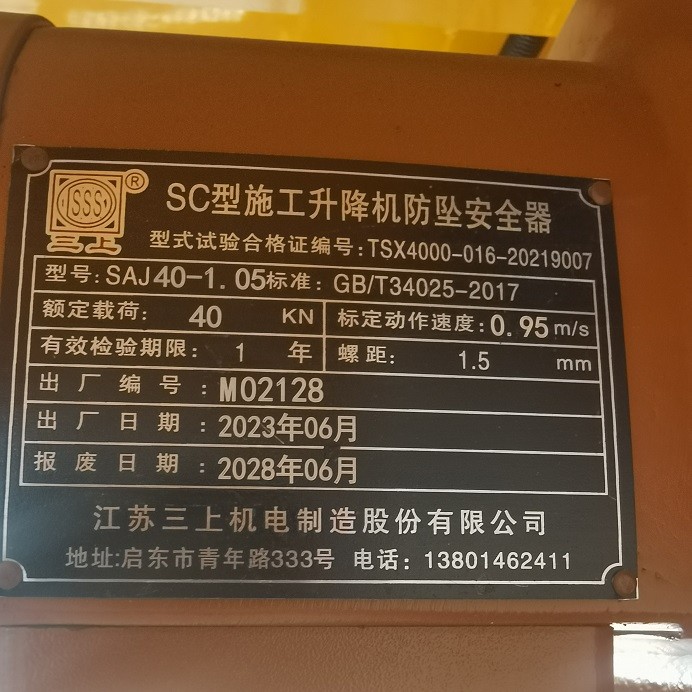 SSS
®
三上
SC型施工升降机防坠安全器
型式试验合格证编号:TSX4000-016-20219007
型号:SAJ40-1.05标准:GB/T34025-2017
额定载荷: 40 KN 标定动作速度:0.95m/s
有效检验期限: 1 年 螺距: 1.5 mm
出厂编号:M02128
出厂日期:2023年06月
报废日期:2028年06月
江苏三上机电制造股份有限公司
地址:启东市青年路333号 电话:13801462411